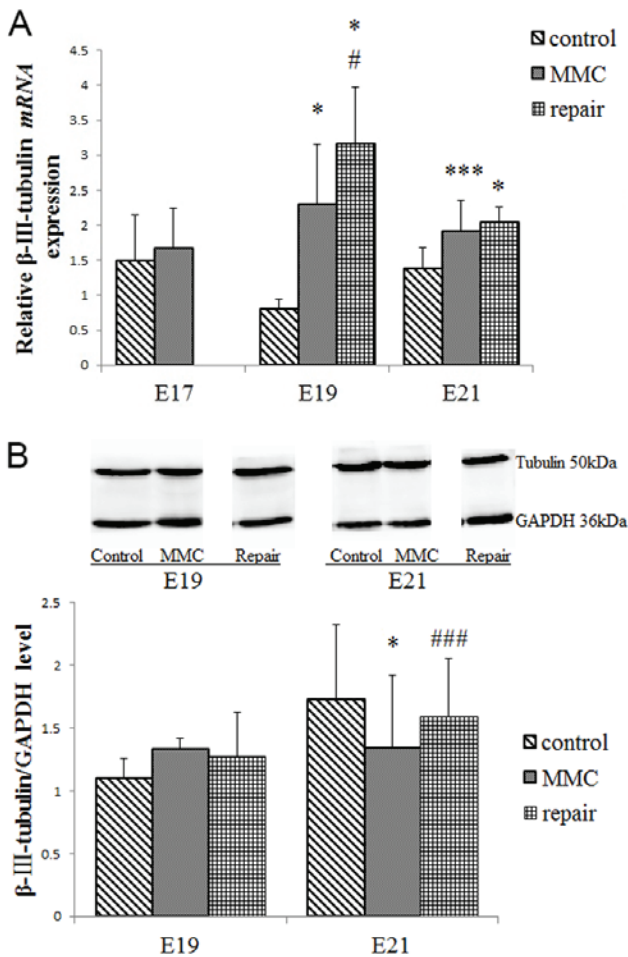 A
*
*
#
***
*
control
MMC
repair
Relative β-III-tubulin mRNA
expression
4.5
4
3.5
3
2.5
2
1.5
1
0.5
0
E17 E19 E21
B
Tubulin 50kDa
GAPDH 36kDa
Control MMC Repair Control MMC Repair
E19 E21
β-III-tubulin/GAPDH level
2.5
2
1.5
1
0.5
0
*
###
control
MMC
repair
E19 E21